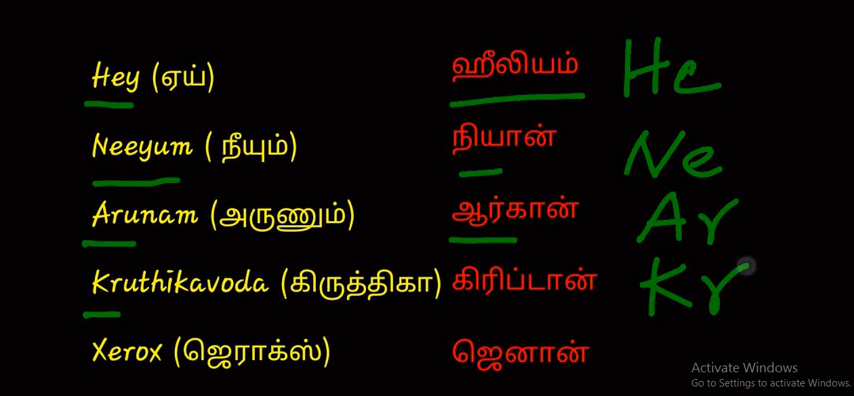 Hey (ஏய்) ஹீலியம் He
Neeyum ( நீயும்) நியான் Ne
Arunam (அருணும்) ஆர்கான் Ar
Kruthikavoda (கிருத்திகா) கிரிப்டான் Kr
Xerox (ஜெராக்ஸ்) ஜெனான்
Activate Windows
Go to Settings to activate Windows.